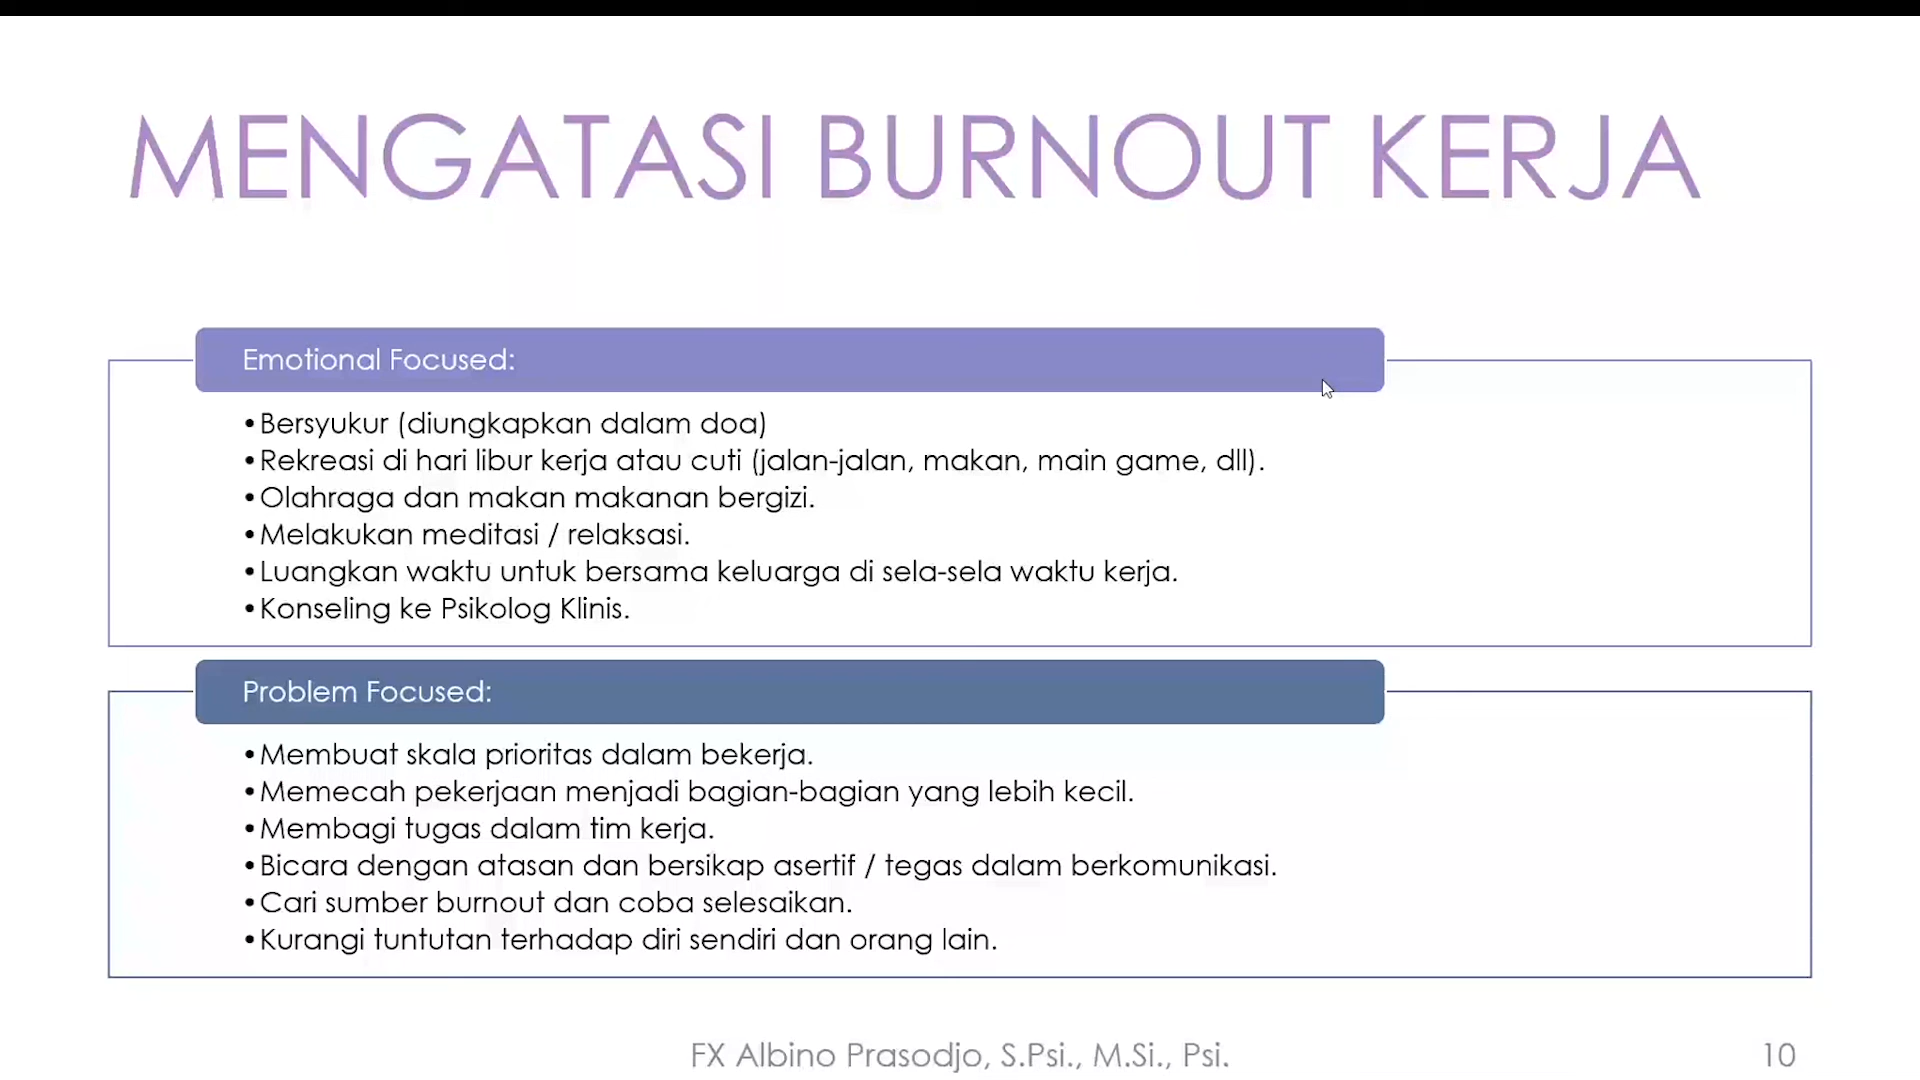 MENGATASI BURNOUT KERJA
Emotional Focused:
•Bersyukur (diungkapkan dalam doa)
•Rekreasi di hari libur kerja atau cuti (jalan-jalan, makan, main game, dll).
•Olahraga dan makan makanan bergizi.
•Melakukan meditasi / relaksasi.
•Luangkan waktu untuk bersama keluarga di sela-sela waktu kerja.
•Konseling ke Psikolog Klinis.
Problem Focused:
•Membuat skala prioritas dalam bekerja.
•Memecah pekerjaan menjadi bagian-bagian yang lebih kecil.
•Membagi tugas dalam tim kerja.
•Bicara dengan atasan dan bersikap asertif / tegas dalam berkomunikasi.
•Cari sumber burnout dan coba selesaikan.
•Kurangi tuntutan terhadap diri sendiri dan orang lain.
FX Albino Prasodjo, S.Psi., M.Si., Psi.
10